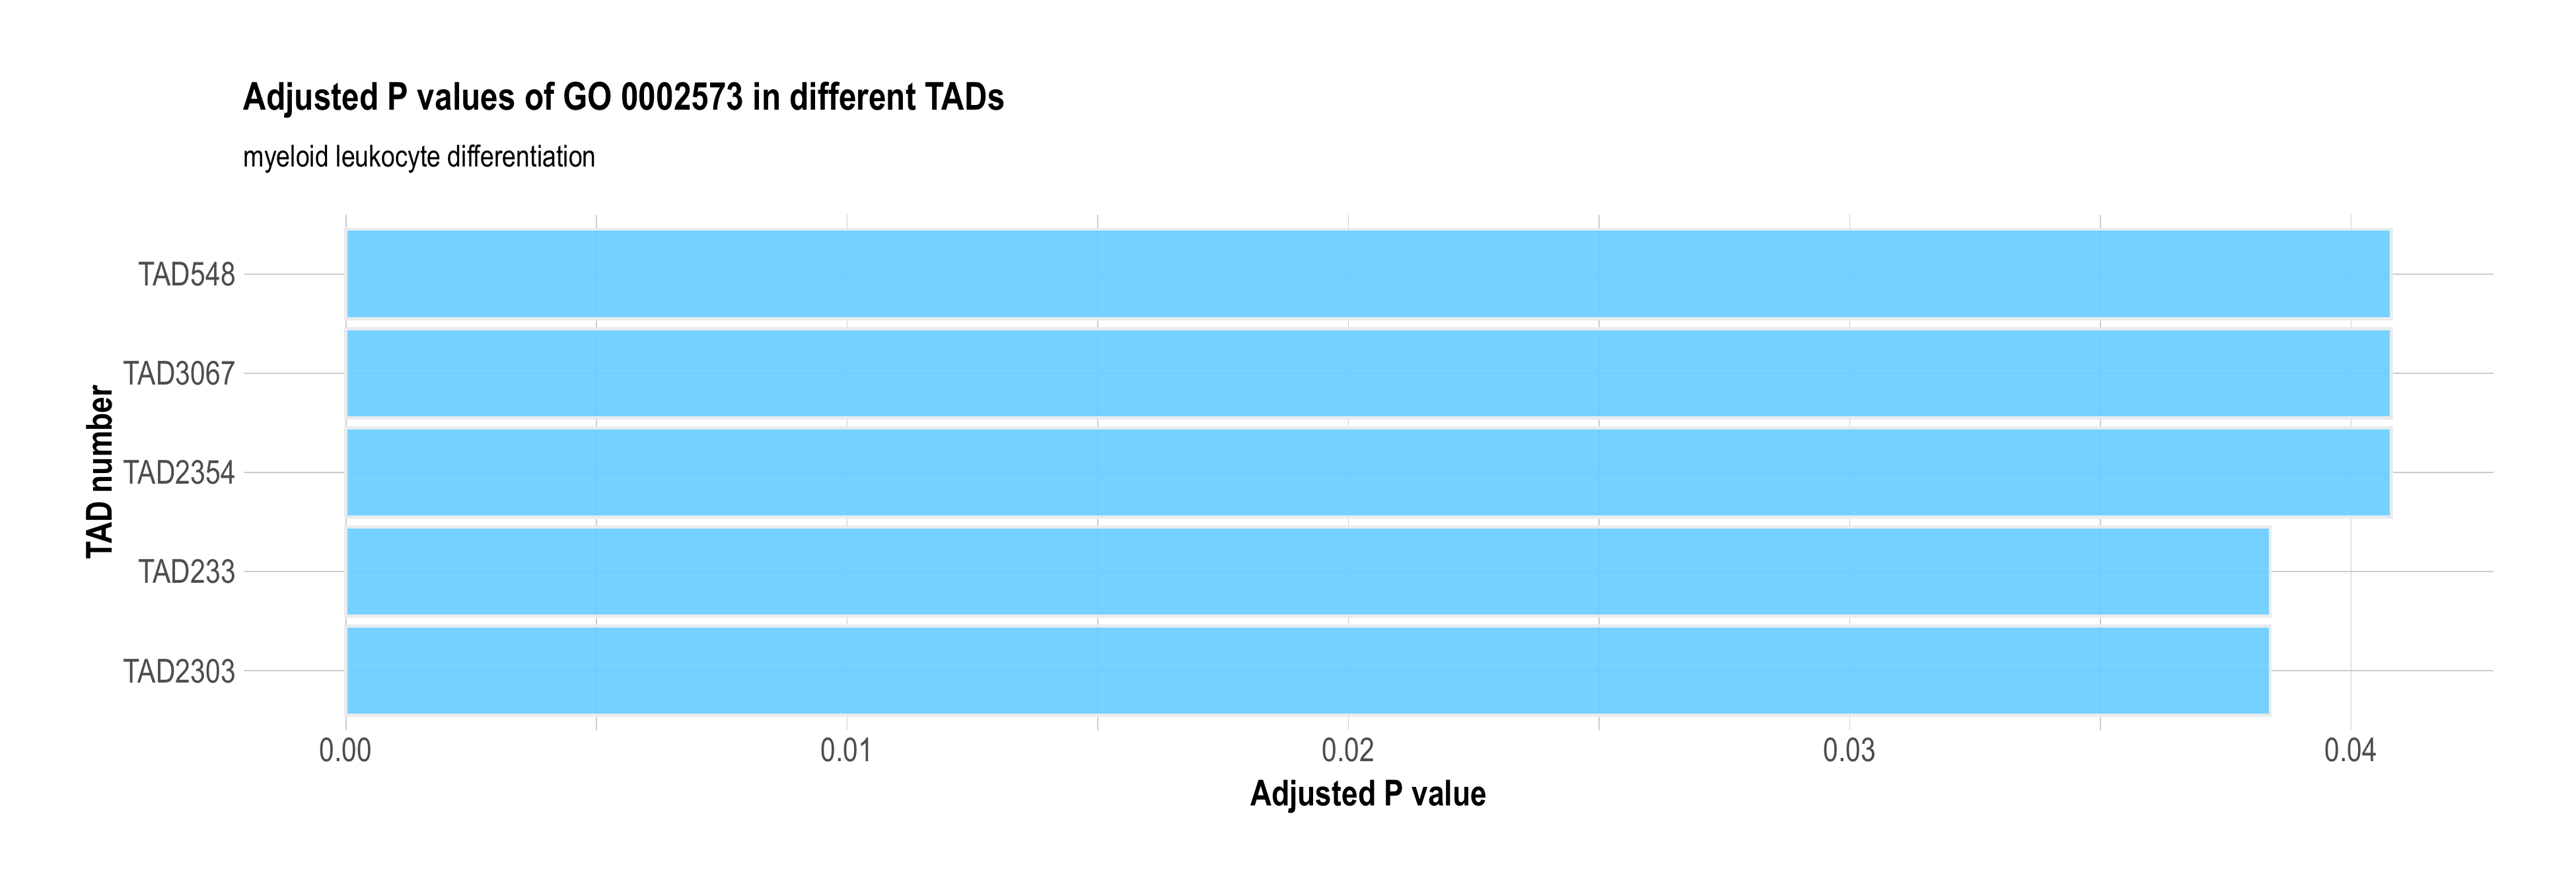 Adjusted P values of GO 0002573 in different TADs
myeloid leukocyte differentiation
TAD number
TAD548
TAD3067
TAD2354
TAD233
TAD2303
0.00 0.01 0.02 0.03 0.04
Adjusted P value